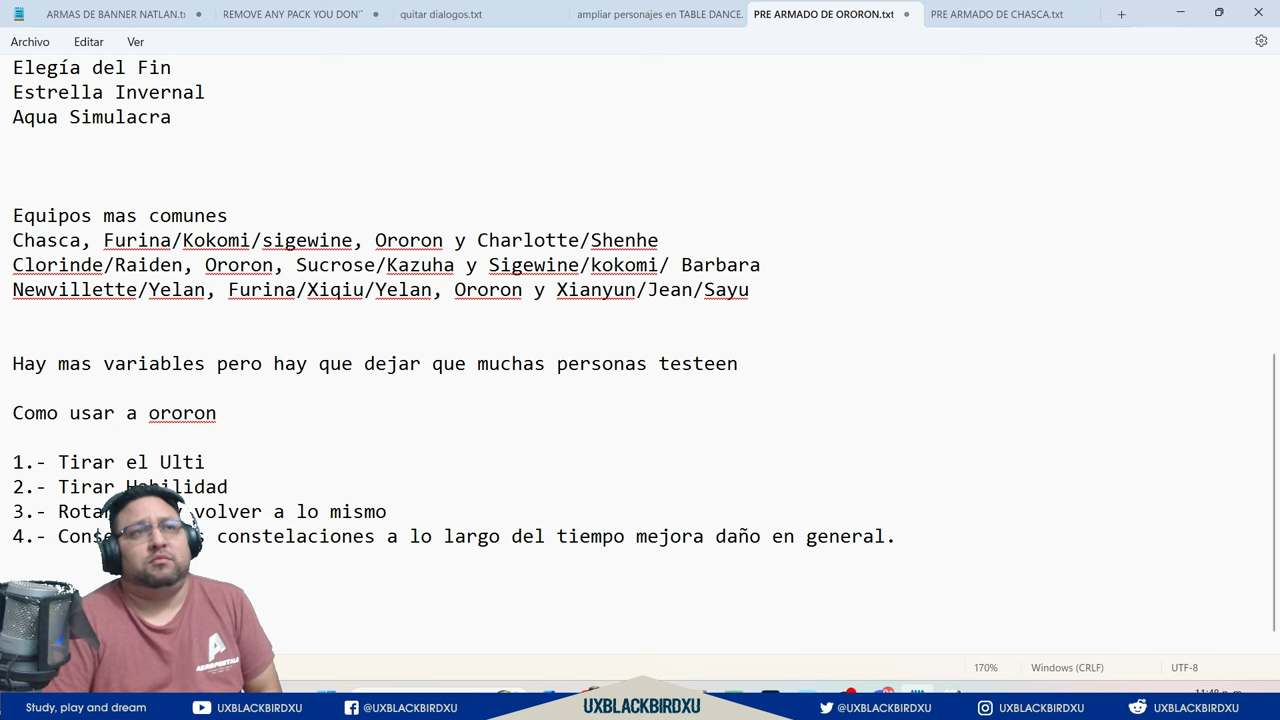 ARMAS DE BANNER NATLAN.t
REMOVE ANY PACK YOU DON'
quitar dialogos.txt
ampliar personajes en TABLE DANCE.
PRE ARMADO DE ORORON.txt
PRE ARMADO DE CHASCA.txt
Archivo Editar Ver
Elegía del Fin
Estrella Invernal
Aqua Simulacra
Equipos mas comunes
Chasca, Furina/Kokomi/sigewine, Ororon y Charlotte/Shenhe
Clorinde/Raiden, Ororon, Sucrose/Kazuha y Sigewine/kokomi/ Barbara
Newvillette/Yelan, Furina/Xiqiu/Yelan, Ororon y Xianyun/Jean/Sayu
Hay mas variables pero hay que dejar que muchas personas testeen
Como usar a ororon
1.- Tirar el Ulti
2.- Tirar Habilidad
3.- y volver a lo mismo
4.- constelaciones a lo largo del tiempo mejora daño en general.
AEROPOSTALE
170% Windows (CRLF) UTF-8
Study, play and dream UXBLACKBIRDXU @UXBLACKBIRDXU UXBLACKBIRDXU @UXBLACKBIRDXU UXBLACKBIRDXU UXBLACKBIRDXU